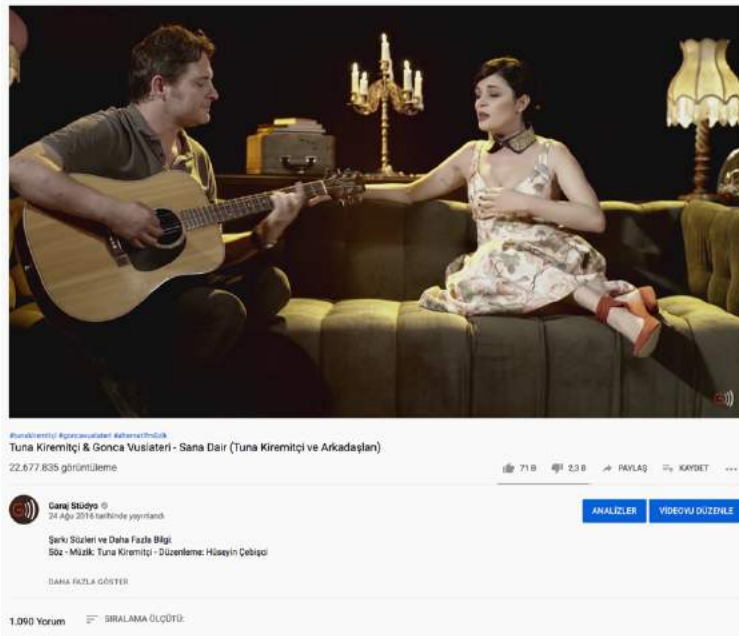 #tunakiremitçi #goncavuslateri #alternatifmüzik
Tuna Kiremitçi & Gonca Vuslateri - Sana Dair (Tuna Kiremitçi ve Arkadaşları)
22.677.835 görüntüleme
71 B 2,3 B PAYLAŞ KAYDET ...
Garaj Stüdyo
24 Ağu 2016 tarihinde yayınlandı
ANALİZLER VİDEOYU DÜZENLE
Şarkı Sözleri ve Daha Fazla Bilgi:
Söz - Müzik: Tuna Kiremitçi - Düzenleme: Hüseyin Çebişci
DAHA FAZLA GÖSTER
1.090 Yorum SIRALAMA ÖLÇÜTÜ: